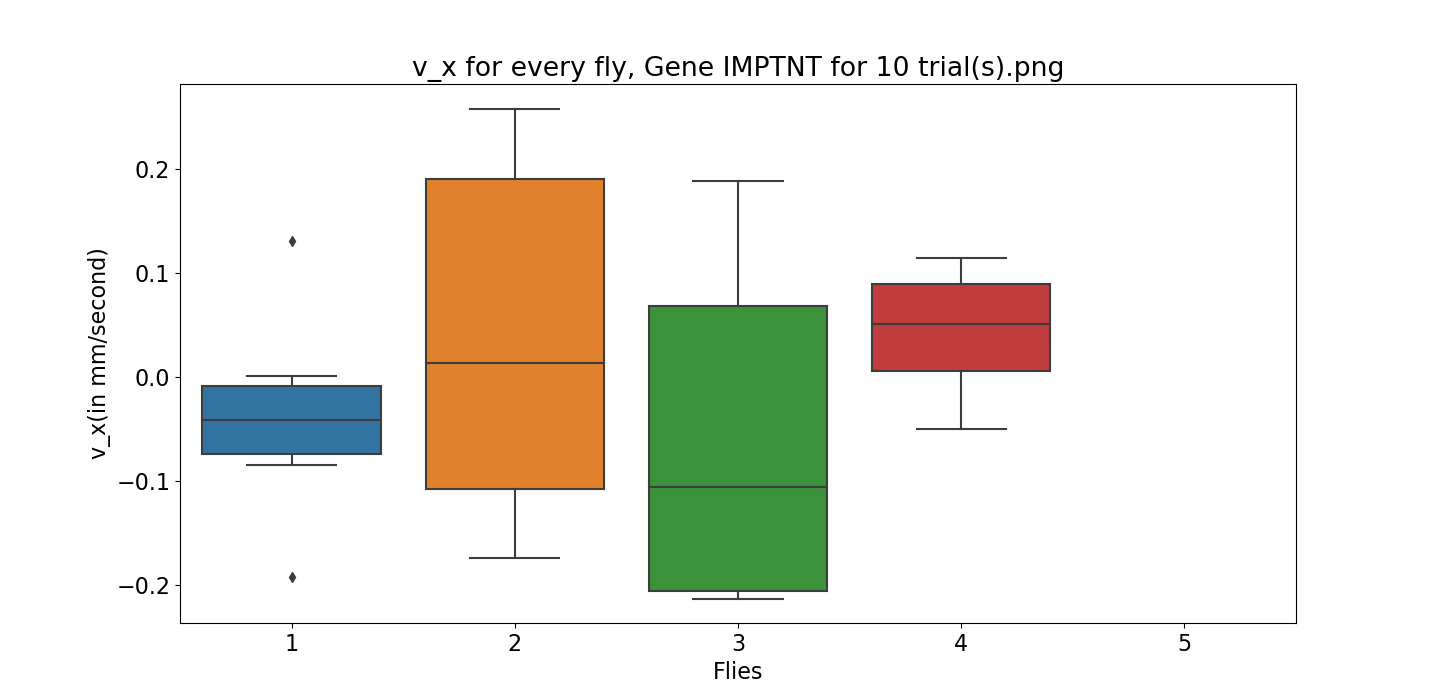 v_x for every fly, Gene IMPTNT for 10 trial(s).png
v_x(in mm/second)
0.2
0.1
0.0
−0.1
−0.2
1 2 3 4 5
Flies